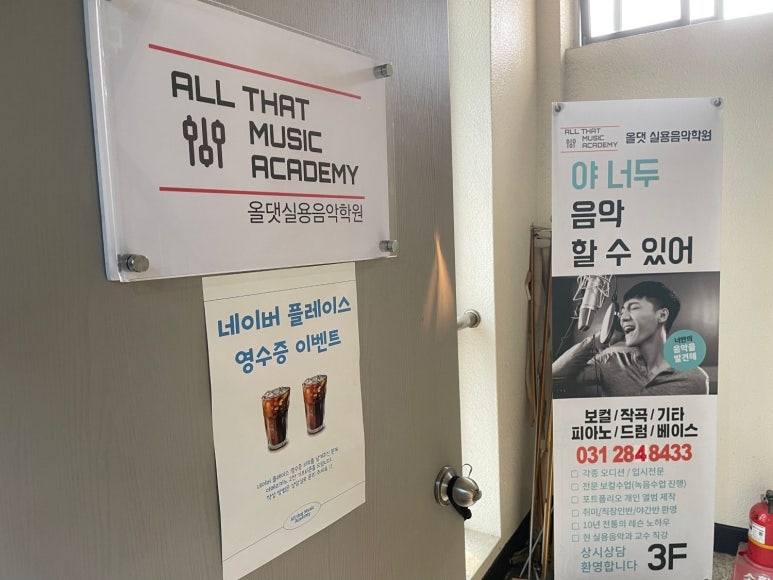 ALL THAT
MUSIC
ACADEMY
올댓실용음악학원
네이버 플레이스
영수증 이벤트
All that Music
Academy
ALL THAT
MUSIC
ACADEMY
올댓 실용음악학원
야 너두
음악
할 수 있어
너만의
음악을
발견해
보컬/작곡/기타
피아노/드럼/베이스
031 284 8433
각종 오디션/입시전문
전문 보컬수업(녹음수업 진행)
포트폴리오 개인 앨범 제작
취미/직장인반/야간반 환영
10년 전통의 레슨 노하우
현 실용음악과 교수 직강
상시상담
환영합니다 3F